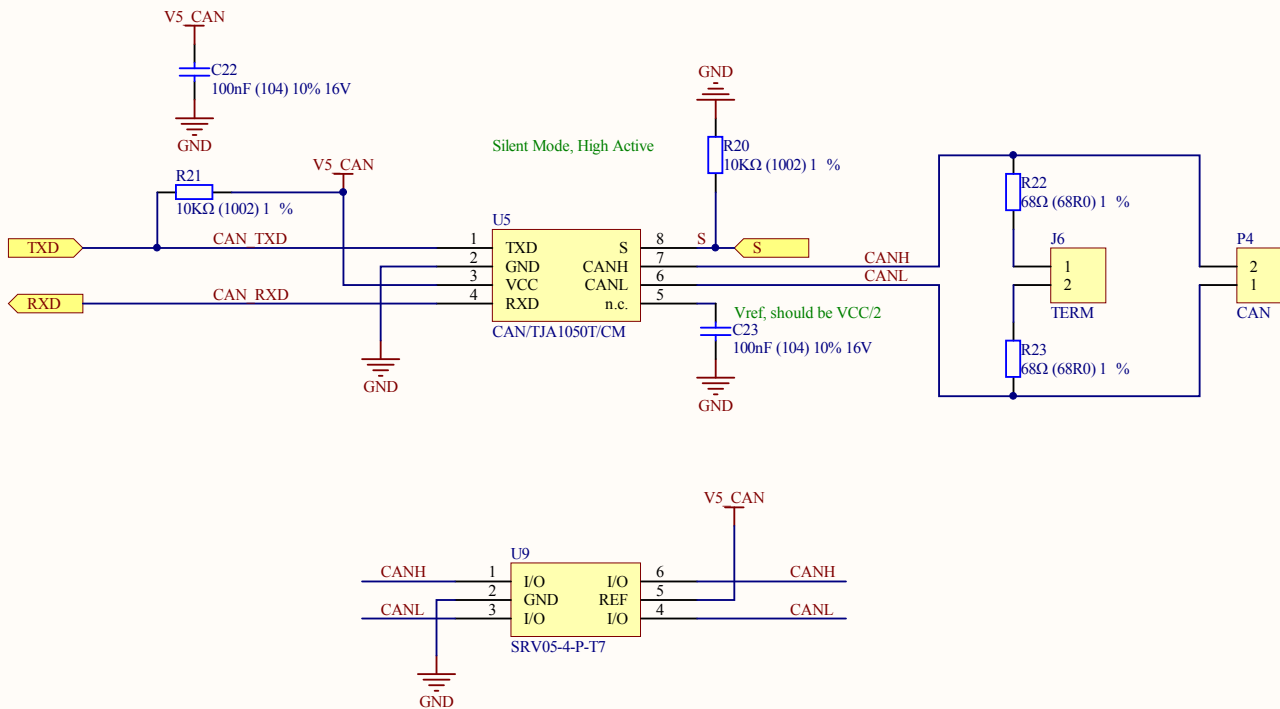 V5_CAN
C22
100nF (104) 10% 16V
GND
GND
Silent Mode, High Active
R20
10KΩ (1002) 1 %
V5_CAN
R21
10KΩ (1002) 1 %
R22
68Ω (68R0) 1 %
U5
TXD
CAN_TXD
1 TXD S 8 S S
2 GND CANH 7 CANH
3 VCC CANL 6 CANL
4 RXD n.c. 5
RXD
CAN_RXD
CAN/TJA1050T/CM
GND
Vref, should be VCC/2
C23
100nF (104) 10% 16V
GND
J6
1
2
TERM
P4
2
1
CAN
R23
68Ω (68R0) 1 %
V5_CAN
U9
CANH 1 I/O I/O 6 CANH
2 GND REF 5
CANL 3 I/O I/O 4 CANL
SRV05-4-P-T7
GND